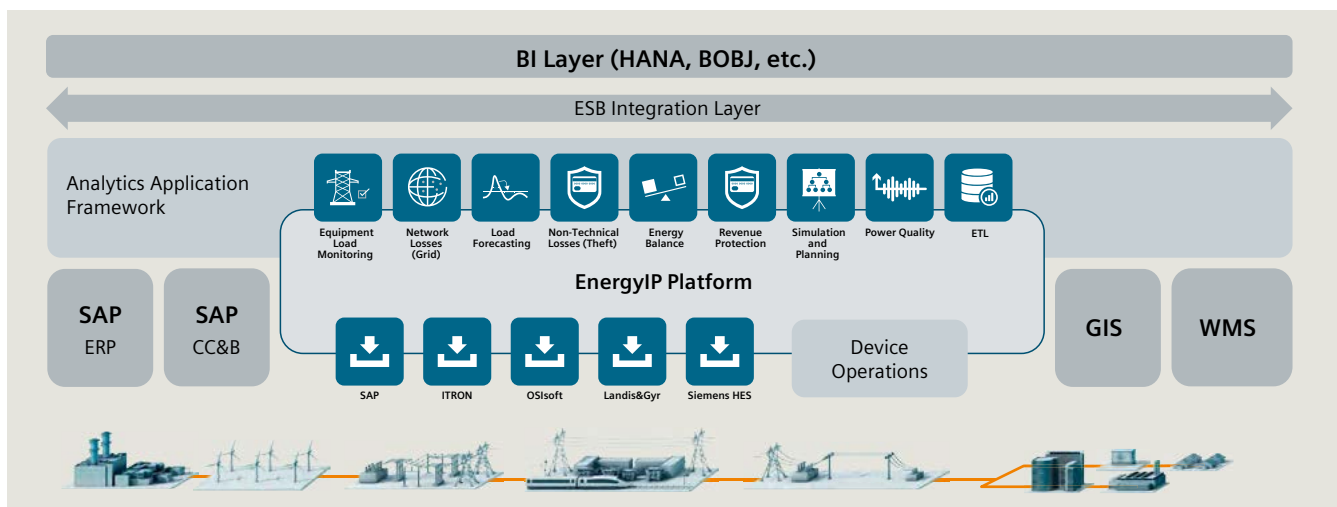 BI Layer (HANA, BOBJ, etc.)
ESB Integration Layer
Analytics Application
Framework
Equipment
Load
Monitoring
Network
Losses
(Grid)
Load
Forecasting
Non-Technical
Losses (Theft)
Energy
Balance
Revenue
Protection
Simulation
and
Planning
Power Quality
ETL
EnergyIP Platform
SAP
ERP
SAP
CC&B
SAP
ITRON
OSIsoft
Landis&Gyr
Siemens HES
Device
Operations
GIS
WMS